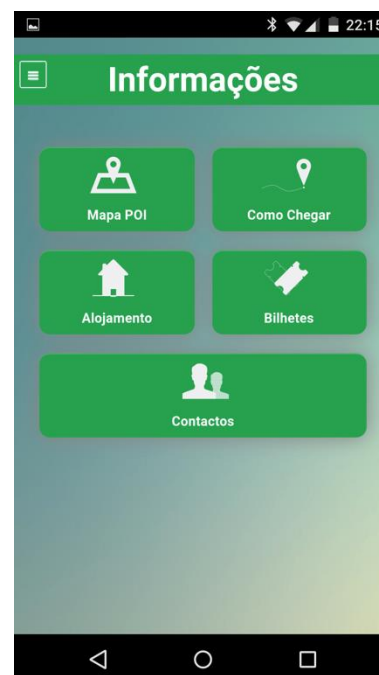 22:15
Informações
Mapa POI
Como Chegar
Alojamento
Bilhetes
Contactos